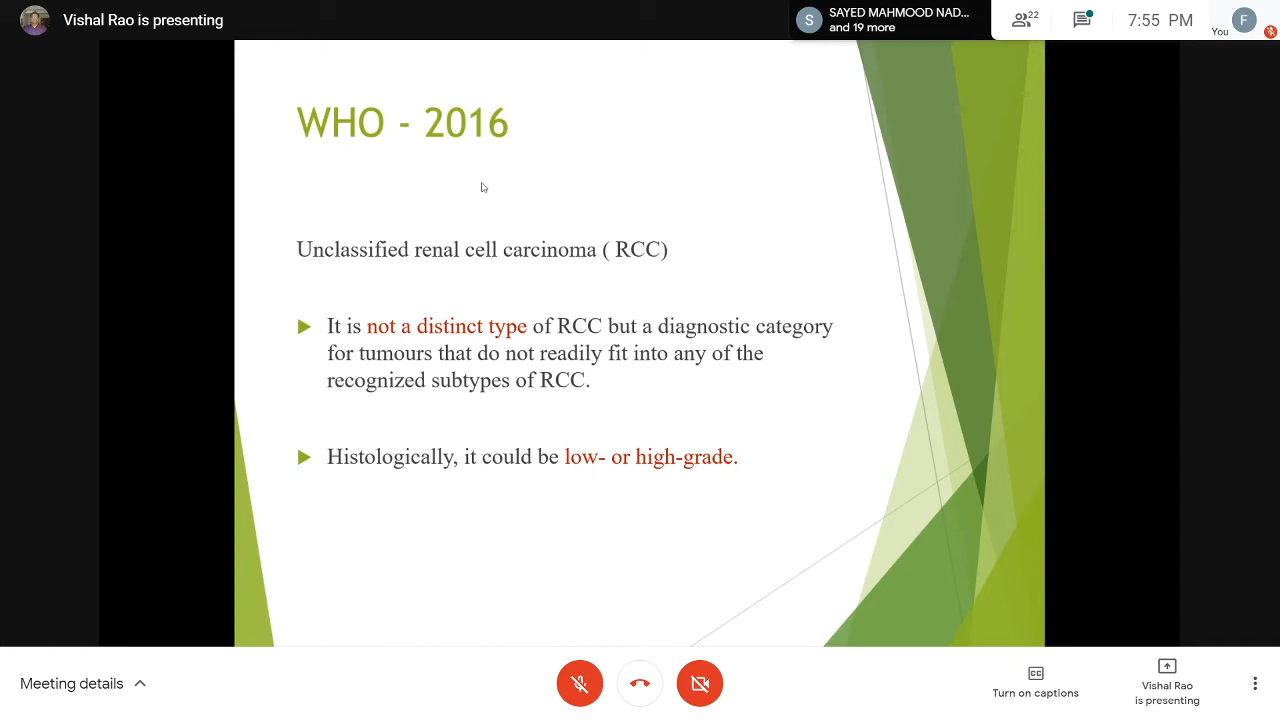 Vishal Rao is presenting
S
SAYED MAHMOOD NAD...
and 19 more
22
7:55 PM
You
F
WHO - 2016
Unclassified renal cell carcinoma ( RCC)
It is not a distinct type of RCC but a diagnostic category
for tumours that do not readily fit into any of the
recognized subtypes of RCC.
Histologically, it could be low- or high-grade.
Meeting details
CC
Turn on captions
Vishal Rao
is presenting